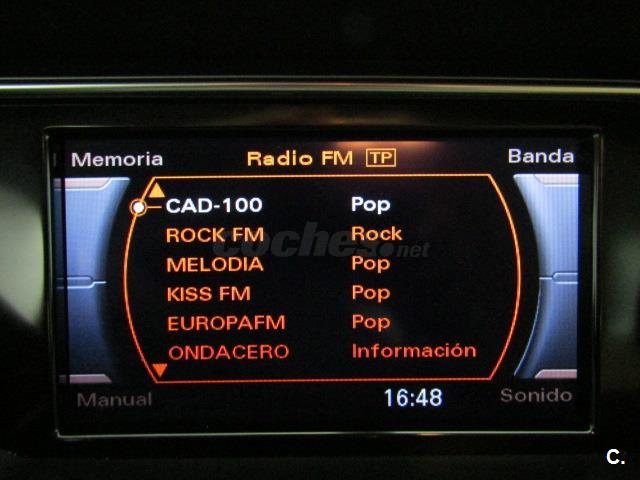 Memoria Radio FM TP Banda
CAD-100 Pop
ROCK FM Rock
coches.net
MELODIA Pop
KISS FM Pop
EUROPAFM Pop
ONDACERO Información
Manual 16:48 Sonido
C.